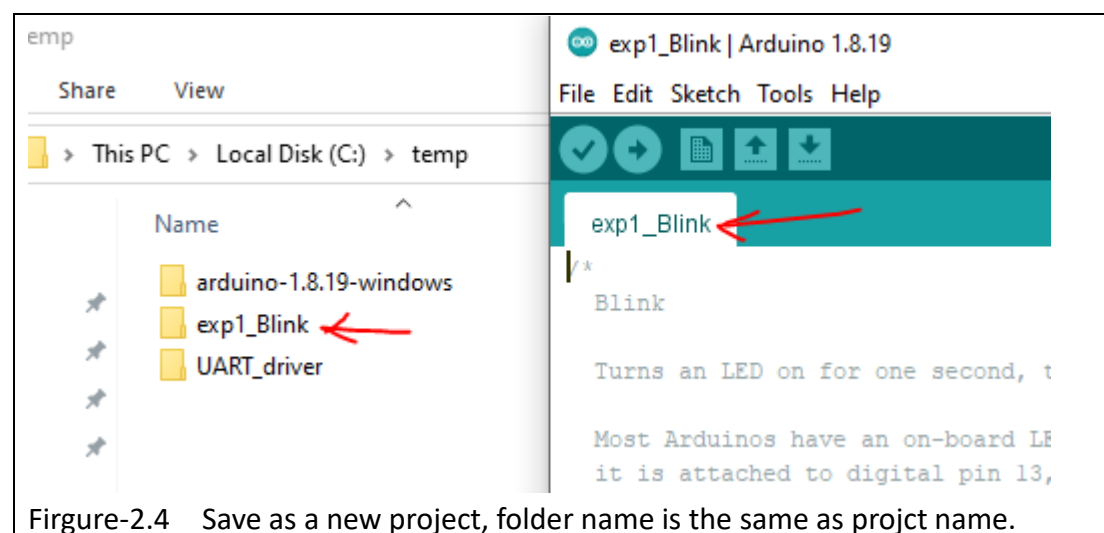 temp
Share View
> This PC > Local Disk (C:) > temp
Name
arduino-1.8.19-windows
exp1_Blink
UART_driver
exp1_Blink | Arduino 1.8.19
File Edit Sketch Tools Help
exp1_Blink
/*
Blink
Turns an LED on for one second, t
Most Arduinos have an on-board LE
it is attached to digital pin 13,
Firgure-2.4 Save as a new project, folder name is the same as projct name.